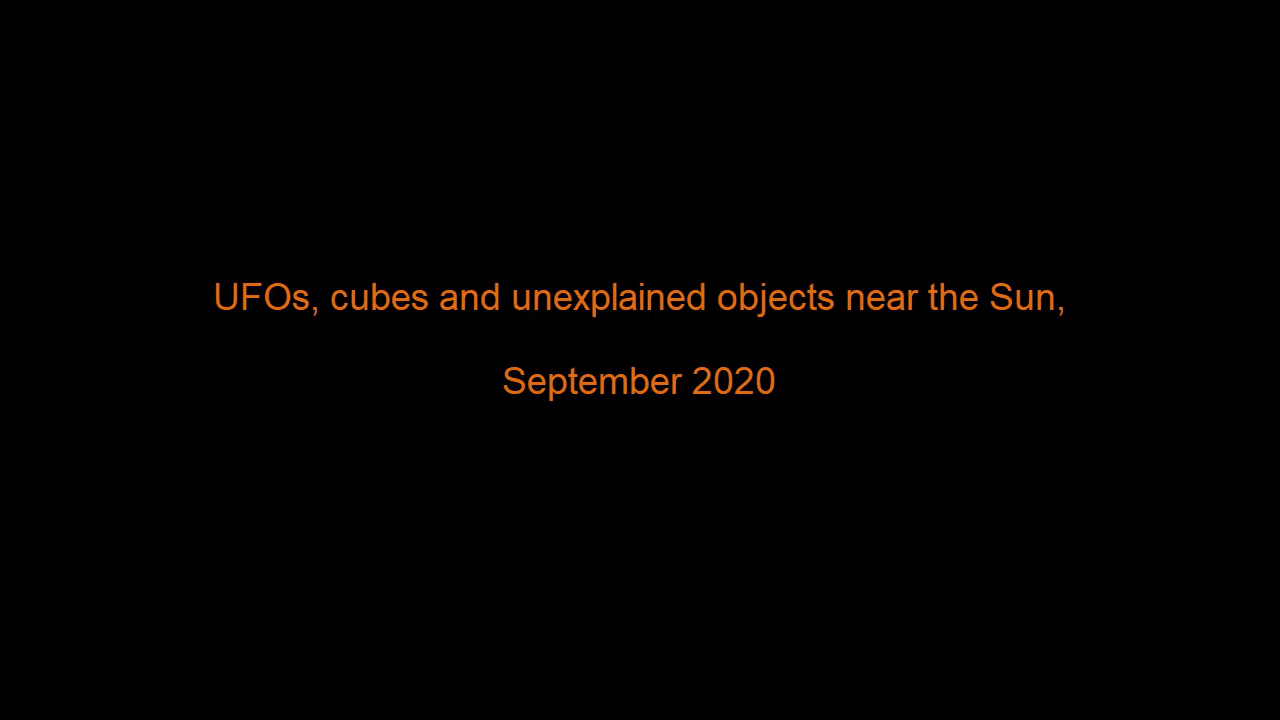 UFOs, cubes and unexplained objects near the Sun,
September 2020